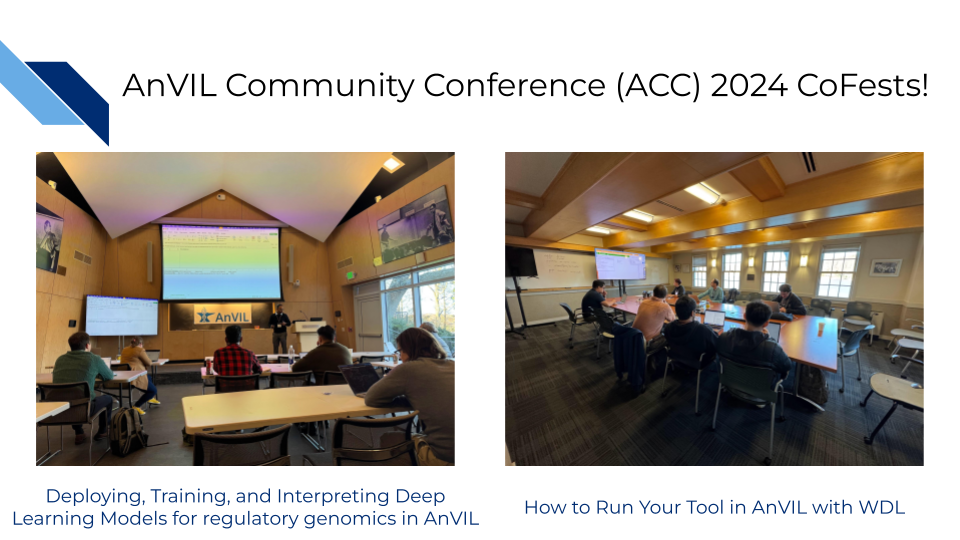 AnVIL Community Conference (ACC) 2024 CoFests!
AnVIL
Deploying, Training, and Interpreting Deep
Learning Models for regulatory genomics in AnVIL
How to Run Your Tool in AnVIL with WDL